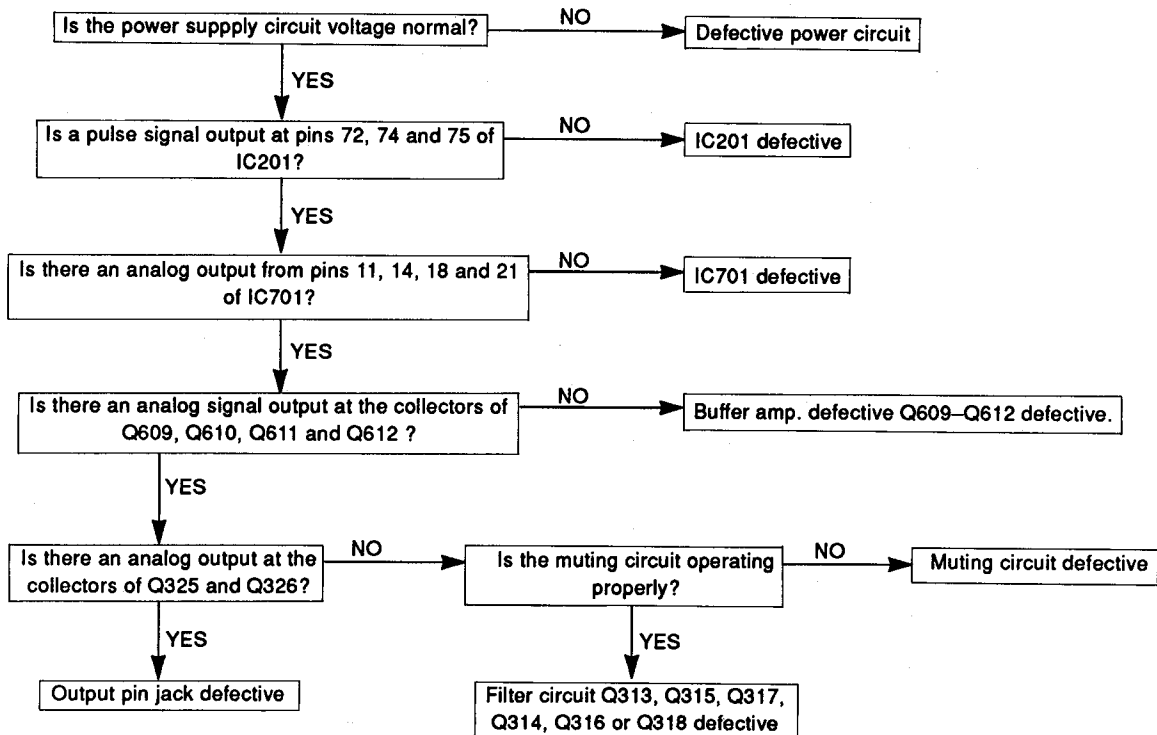 Is the power suppply circuit voltage normal?
NO
Defective power circuit
YES
Is a pulse signal output at pins 72, 74 and 75 of
IC201?
NO
IC201 defective
YES
Is there an analog output from pins 11, 14, 18 and 21
of IC701?
NO
IC701 defective
YES
Is there an analog signal output at the collectors of
Q609, Q610, Q611 and Q612 ?
NO
Buffer amp. defective Q609–Q612 defective.
YES
Is there an analog output at the
collectors of Q325 and Q326?
NO
Is the muting circuit operating
properly?
NO
Muting circuit defective
YES
YES
Output pin jack defective
Filter circuit Q313, Q315, Q317,
Q314, Q316 or Q318 defective